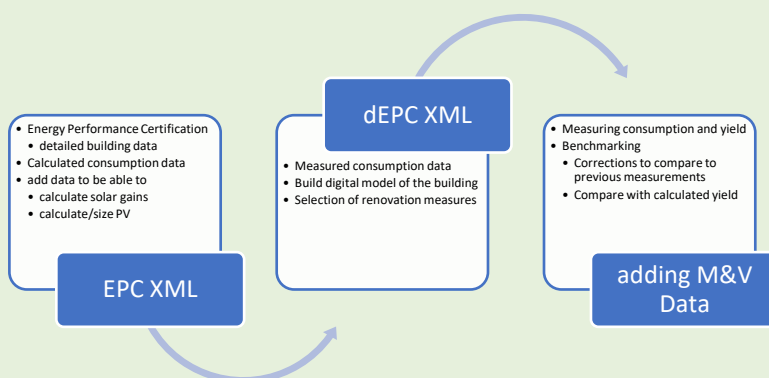 • Energy Performance Certification
• detailed building data
• Calculated consumption data
• add data to be able to
• calculate solar gains
• calculate/size PV
EPC XML
dEPC XML
• Measured consumption data
• Build digital model of the building
• Selection of renovation measures
• Measuring consumption and yield
• Benchmarking
• Corrections to compare to
previous measurements
• Compare with calculated yield
adding M&V
Data